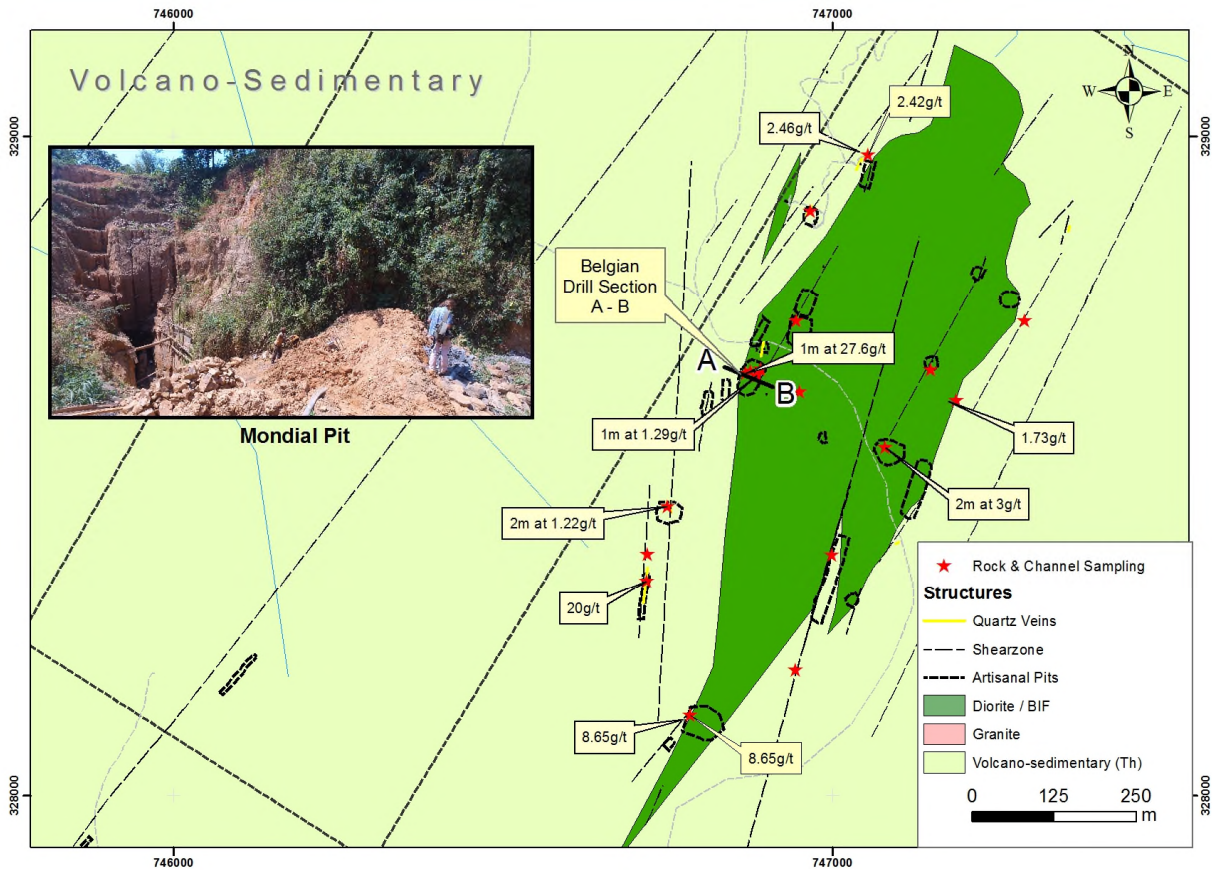 746000
747000
Volcano-Sedimentary
N
W
E
S
2.42g/t
2.46g/t
329000
329000
Belgian
Drill Section
A - B
1m at 27.6g/t
A
B
Mondial Pit
1m at 1.29g/t
1.73g/t
2m at 3g/t
2m at 1.22g/t
20g/t
8.65g/t
8.65g/t
Rock & Channel Sampling
Structures
Quartz Veins
Shearzone
Artisanal Pits
Diorite / BIF
Granite
Volcano-sedimentary (Th)
0
125
250
m
328000
328000
746000
747000